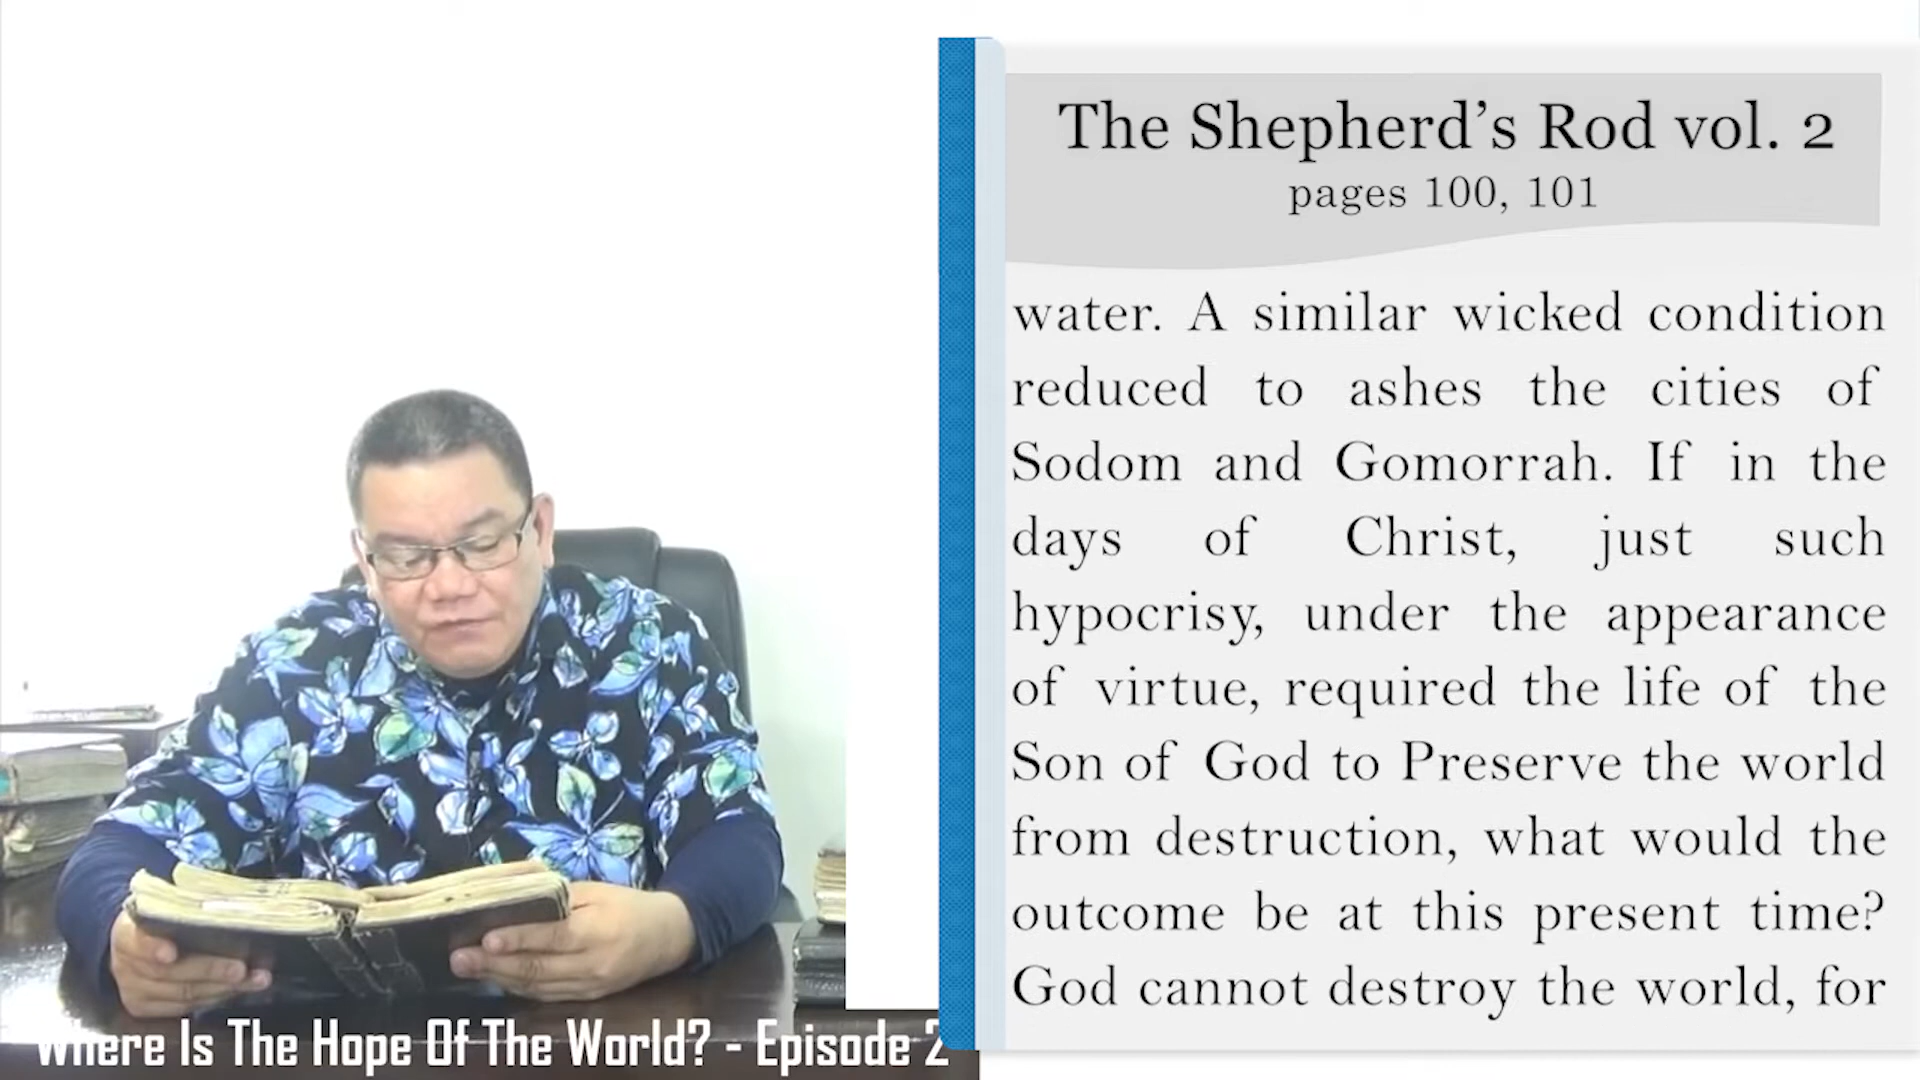 The Shepherd's Rod vol. 2
pages 100, 101
water. A similar wicked condition
reduced to ashes the cities of
Sodom and Gomorrah. If in the
days of Christ, just such
hypocrisy, under the appearance
of virtue, required the life of the
Son of God to Preserve the world
from destruction, what would the
outcome be at this present time?
God cannot destroy the world, for
Where Is The Hope Of The World? - Episode 2